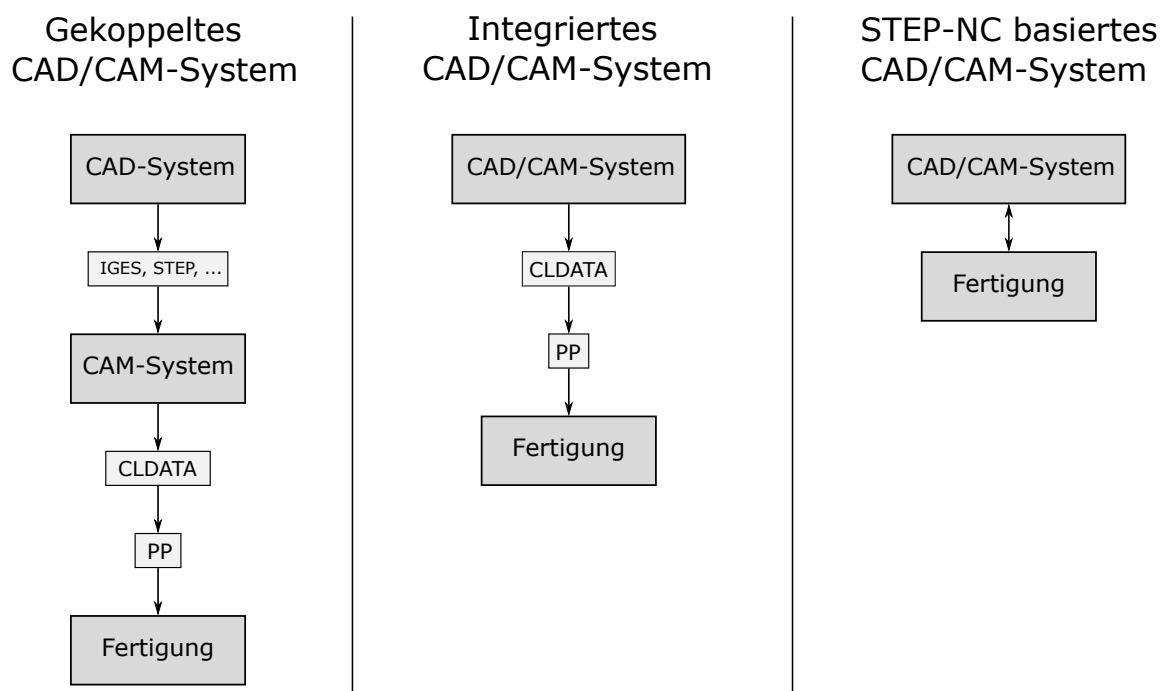 Gekoppeltes
CAD/CAM-System
CAD-System
IGES, STEP, ...
CAM-System
CLDATA
PP
Fertigung
Integriertes
CAD/CAM-System
CAD/CAM-System
CLDATA
PP
Fertigung
STEP-NC basiertes
CAD/CAM-System
CAD/CAM-System
Fertigung